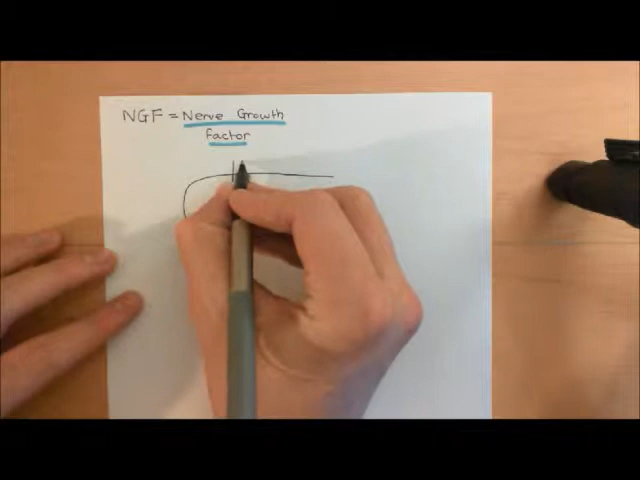 NGF = Nerve Growth
factor